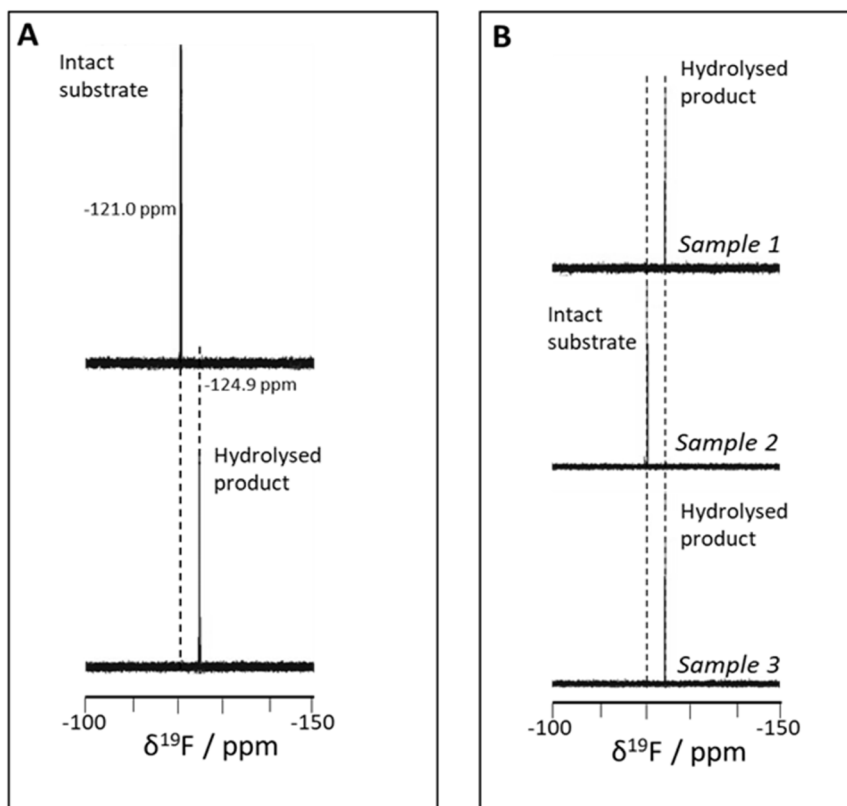 A
Intact
substrate
-121.0 ppm
-124.9 ppm
Hydrolysed
product
-100
-150
δ¹⁹F / ppm
B
Hydrolysed
product
Sample 1
Intact
substrate
Sample 2
Hydrolysed
product
Sample 3
-100
-150
δ¹⁹F / ppm